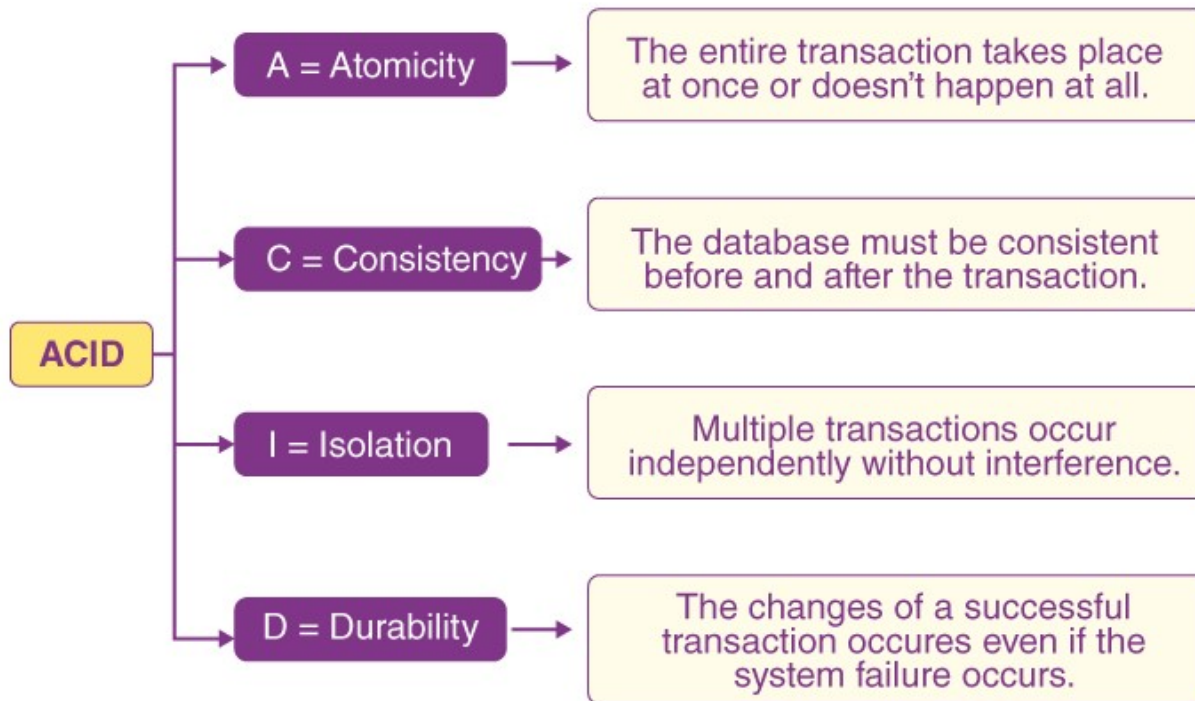 A = Atomicity
The entire transaction takes place
at once or doesn’t happen at all.
C = Consistency
The database must be consistent
before and after the transaction.
ACID
I = Isolation
Multiple transactions occur
independently without interference.
D = Durability
The changes of a successful
transaction occures even if the
system failure occurs.